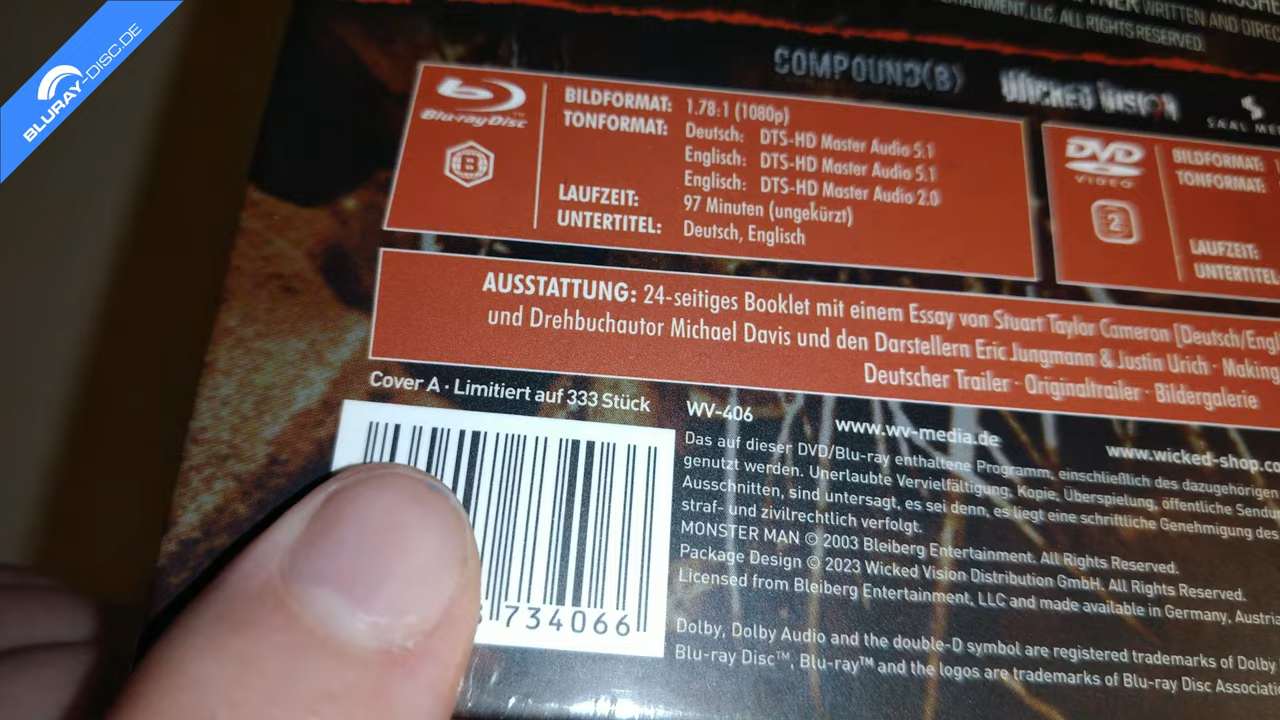 BLURAY-DISC.DE
WRITTEN AND DIREC
ERTAINMENT, LLC. ALL RIGHTS RESERVED.
COMPOUND(B) WICKED VISION
SAAL ME
Blu-ray Disc
B
BILDFORMAT: 1.78:1 (1080p)
TONFORMAT: Deutsch: DTS-HD Master Audio 5.1
Englisch: DTS-HD Master Audio 5.1
Englisch: DTS-HD Master Audio 2.0
LAUFZEIT: 97 Minuten (ungekürzt)
UNTERTITEL: Deutsch, Englisch
DVD
VIDEO
2
BILDFORMAT:
TONFORMAT:
LAUFZEIT:
UNTERTITEL
AUSSTATTUNG: 24-seitiges Booklet mit einem Essay von Stuart Taylor Cameron [Deutsch/Engl
und Drehbuchautor Michael Davis und den Darstellern Eric Jungmann & Justin Urich · Making
Deutscher Trailer · Originaltrailer · Bildergalerie
Cover A · Limitiert auf 333 Stück
734066
WV-406 www.wv-media.de www.wicked-shop.co
Das auf dieser DVD/Blu-ray enthaltene Programm, einschließlich des dazugehörigen
genutzt werden. Unerlaubte Vervielfältigung, Kopie, Überspielung, öffentliche Sendu
Ausschnitten, sind untersagt, es sei denn, es liegt eine schriftliche Genehmigung des
straf- und zivilrechtlich verfolgt.
MONSTER MAN © 2003 Bleiberg Entertainment. All Rights Reserved.
Package Design © 2023 Wicked Vision Distribution GmbH. All Rights Reserved.
Licensed from Bleiberg Entertainment, LLC and made available in Germany, Austria
Dolby, Dolby Audio and the double-D symbol are registered trademarks of Dolby
Blu-ray Disc™, Blu-ray™ and the logos are trademarks of Blu-ray Disc Associati